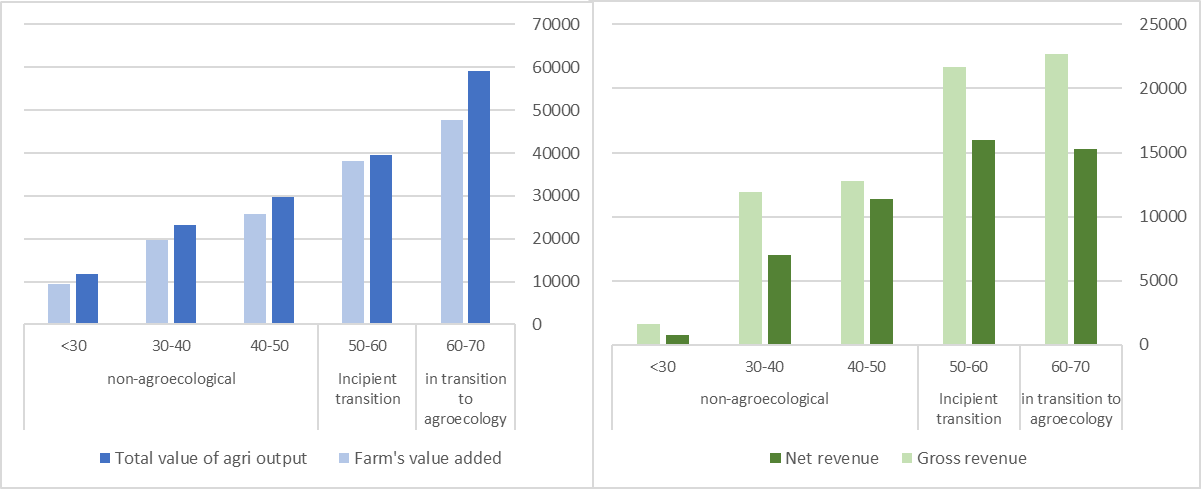 70000
60000
50000
40000
30000
20000
10000
0
<30 30-40 40-50 50-60 60-70
non-agroecological
Incipient
transition
in transition
to
agroecology
Total value of agri output Farm's value added
25000
20000
15000
10000
5000
0
<30 30-40 40-50 50-60 60-70
non-agroecological
Incipient
transition
in transition to
agroecology
Net revenue Gross revenue